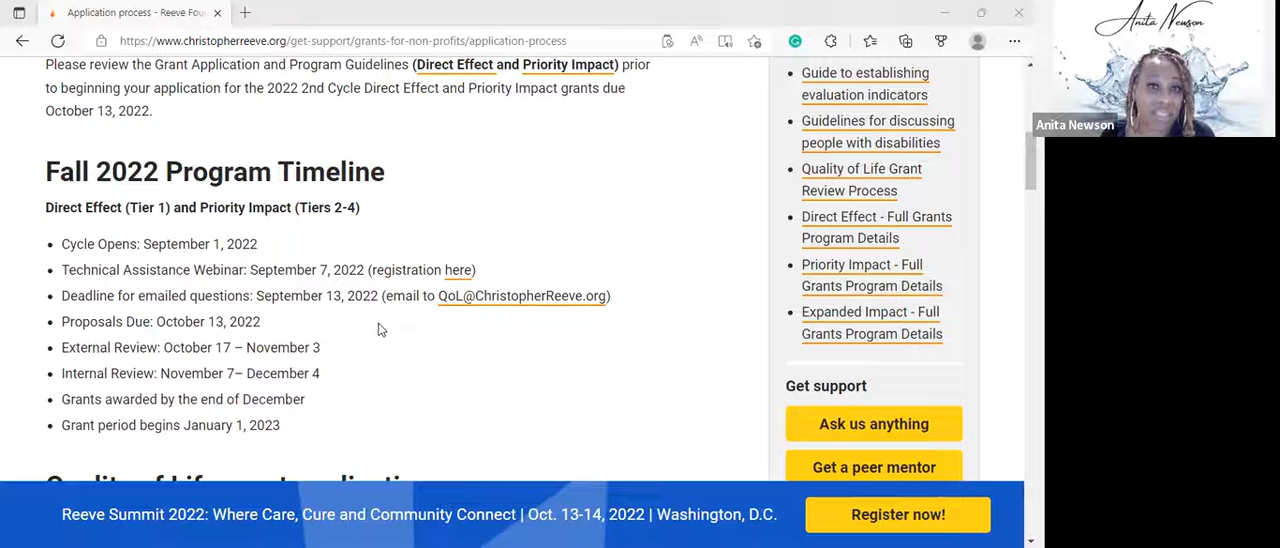 Application process - Reeve Fou
https://www.christopherreeve.org/get-support/grants-for-non-profits/application-process
Please review the Grant Application and Program Guidelines (Direct Effect and Priority Impact) prior
to beginning your application for the 2022 2nd Cycle Direct Effect and Priority Impact grants due
October 13, 2022.
Fall 2022 Program Timeline
Direct Effect (Tier 1) and Priority Impact (Tiers 2-4)
• Cycle Opens: September 1, 2022
• Technical Assistance Webinar: September 7, 2022 (registration here)
• Deadline for emailed questions: September 13, 2022 (email to QoL@ChristopherReeve.org)
• Proposals Due: October 13, 2022
• External Review: October 17 – November 3
• Internal Review: November 7– December 4
• Grants awarded by the end of December
• Grant period begins January 1, 2023
• Guide to establishing
evaluation indicators
• Guidelines for discussing
people with disabilities
• Quality of Life Grant
Review Process
• Direct Effect - Full Grants
Program Details
• Priority Impact - Full
Grants Program Details
• Expanded Impact - Full
Grants Program Details
Get support
Ask us anything
Get a peer mentor
Reeve Summit 2022: Where Care, Cure and Community Connect | Oct. 13-14, 2022 | Washington, D.C.
Register now!
Anita Newson
Anita Newson